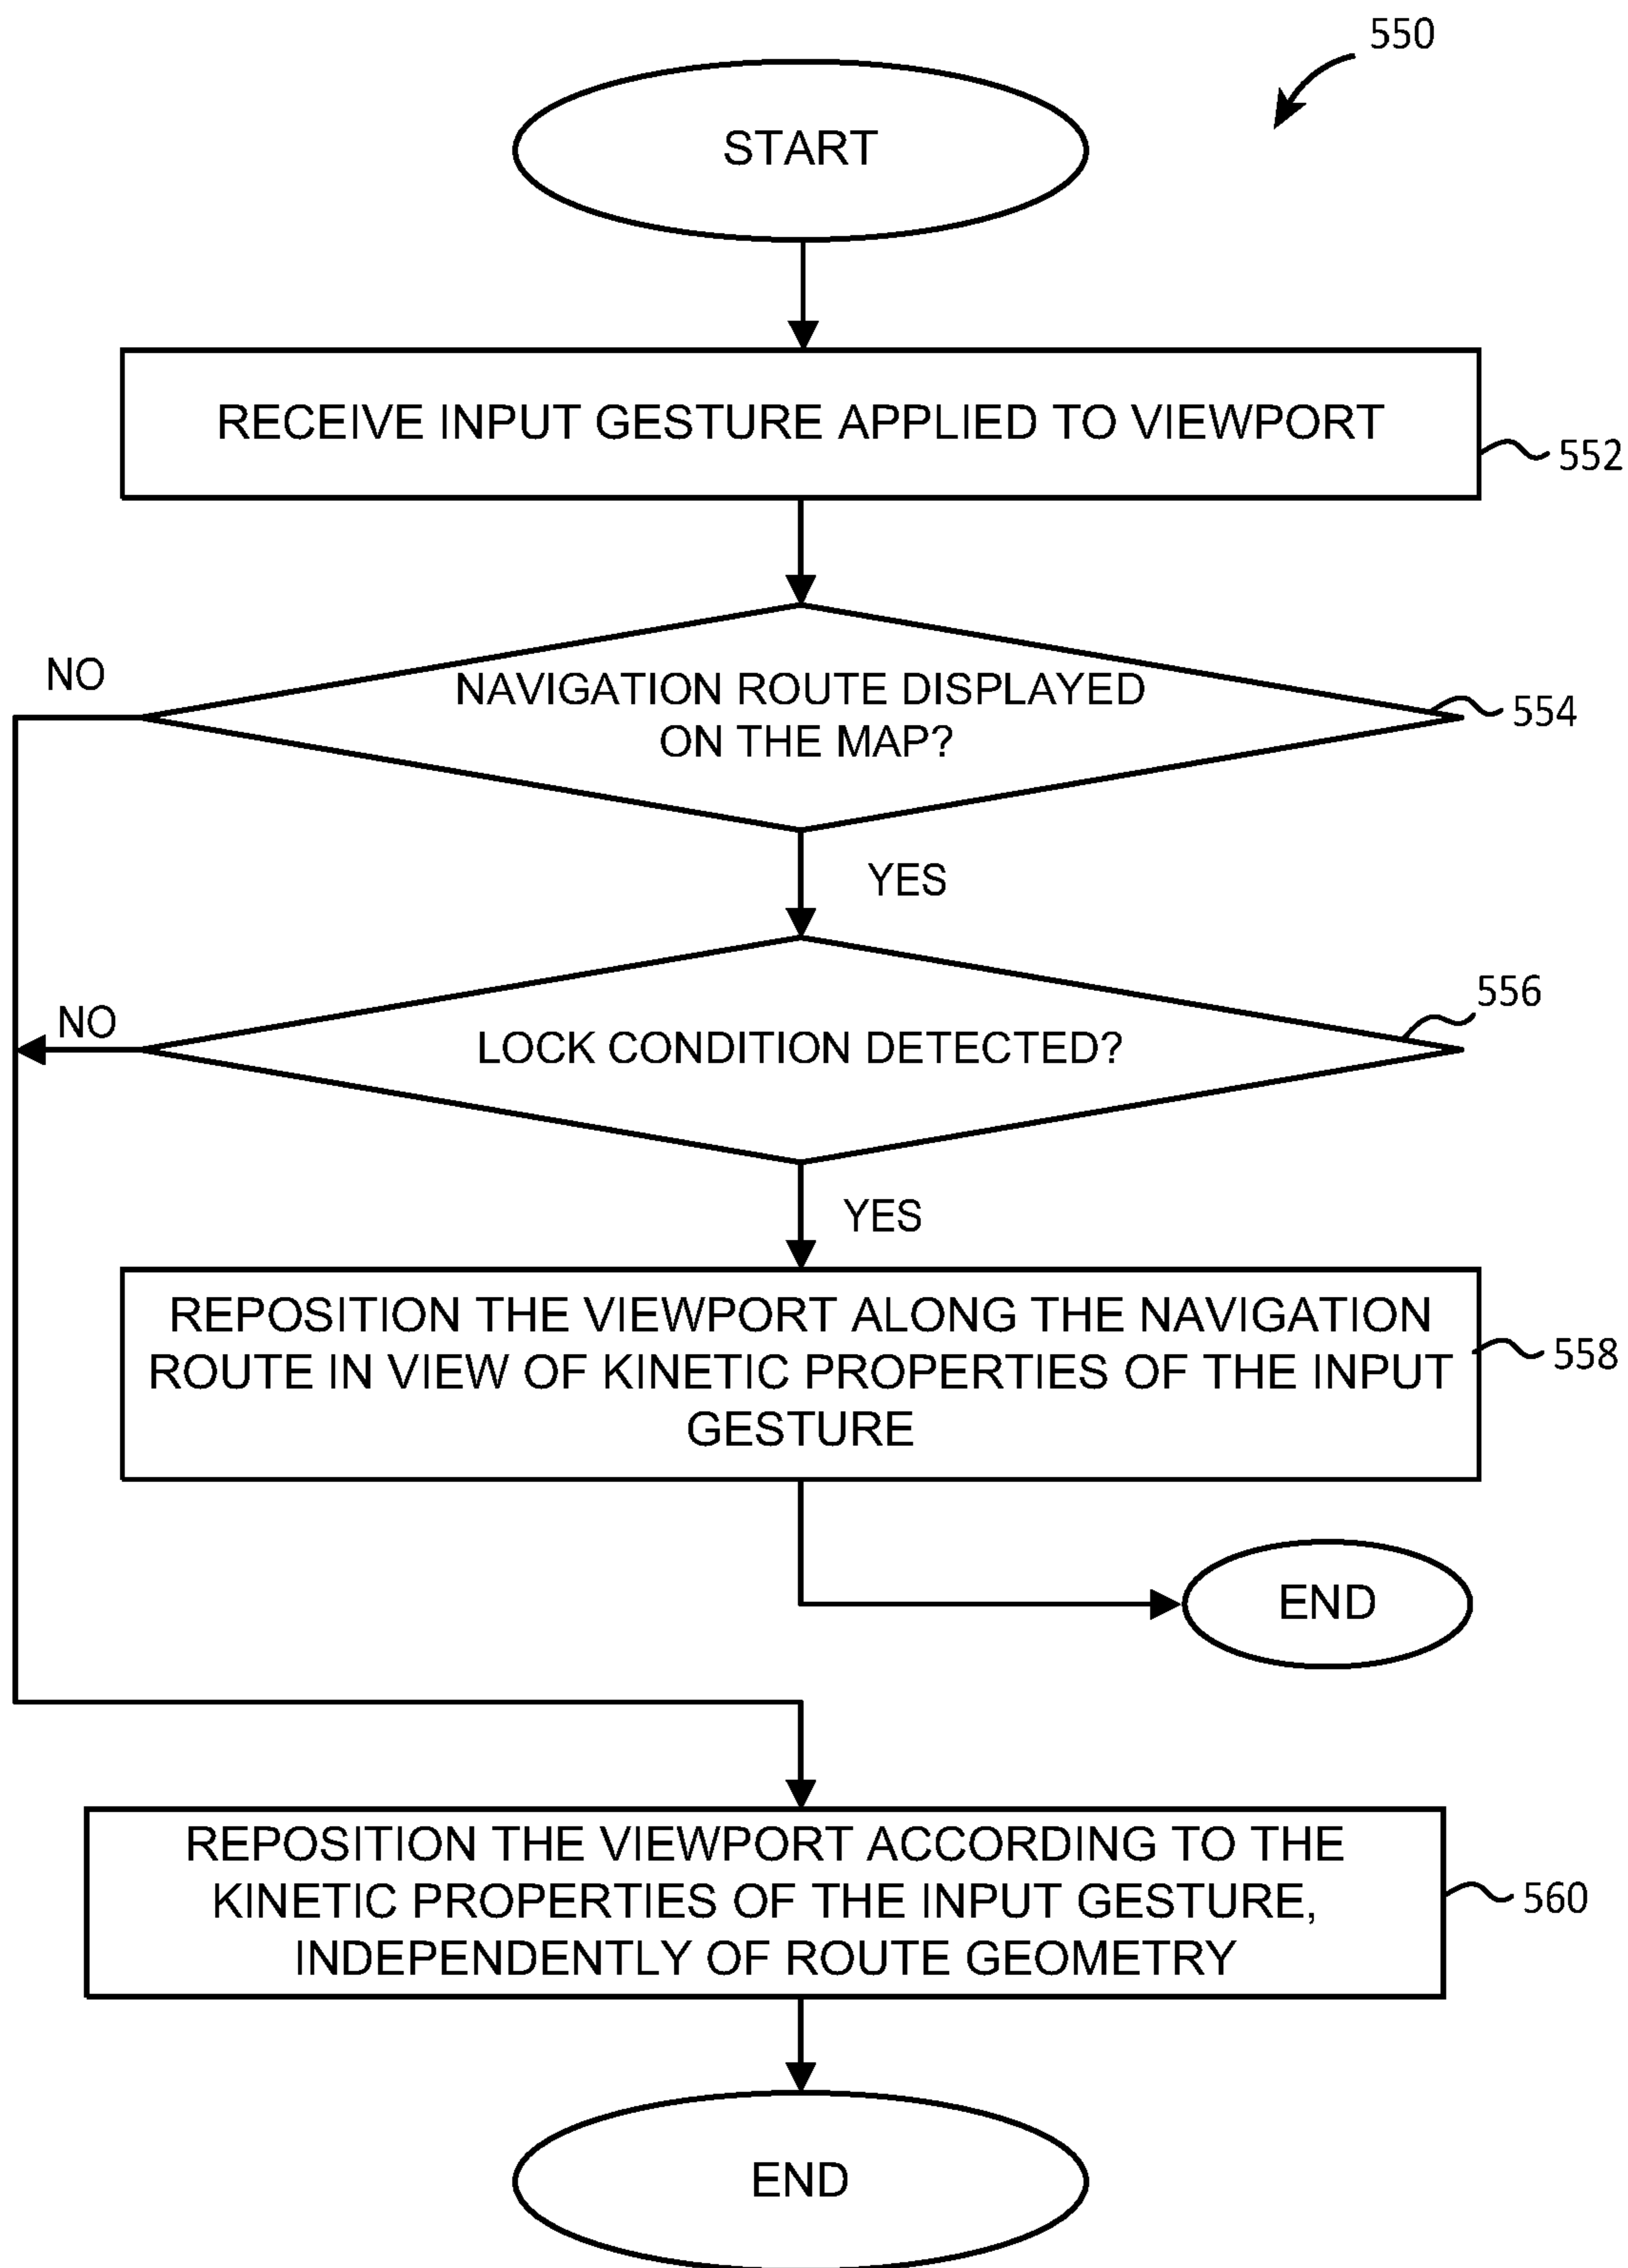 550
START
RECEIVE INPUT GESTURE APPLIED TO VIEWPORT
552
NO
NAVIGATION ROUTE DISPLAYED
ON THE MAP?
554
YES
NO
LOCK CONDITION DETECTED?
556
YES
REPOSITION THE VIEWPORT ALONG THE NAVIGATION
ROUTE IN VIEW OF KINETIC PROPERTIES OF THE INPUT
GESTURE
558
END
REPOSITION THE VIEWPORT ACCORDING TO THE
KINETIC PROPERTIES OF THE INPUT GESTURE,
INDEPENDENTLY OF ROUTE GEOMETRY
560
END